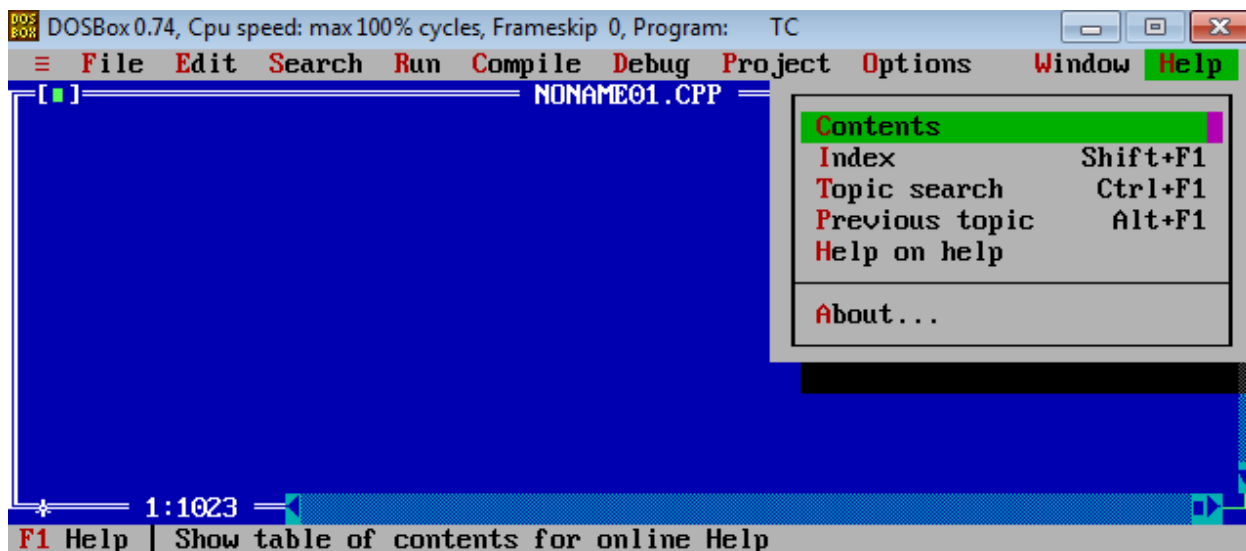 DOS BOX DOSBox 0.74, Cpu speed: max 100% cycles, Frameskip 0, Program: TC
≡ File Edit Search Run Compile Debug Project Options Window Help
[■] NONAME01.CPP
Contents
Index Shift+F1
Topic search Ctrl+F1
Previous topic Alt+F1
Help on help
About...
1:1023
F1 Help | Show table of contents for online Help